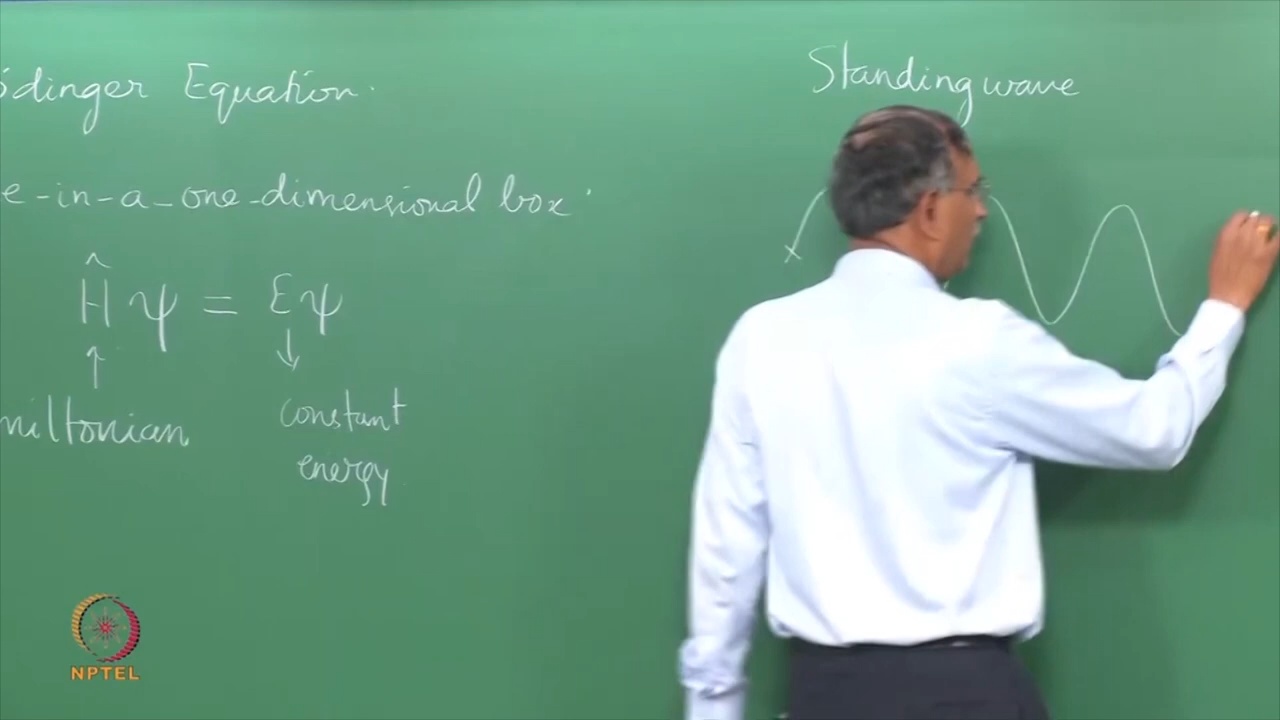 ödinger Equation.
e-in-a-one-dimensional box.
Ĥψ = Eψ
↑ ↓
miltonian constant
energy
Standing wave
x
NPTEL